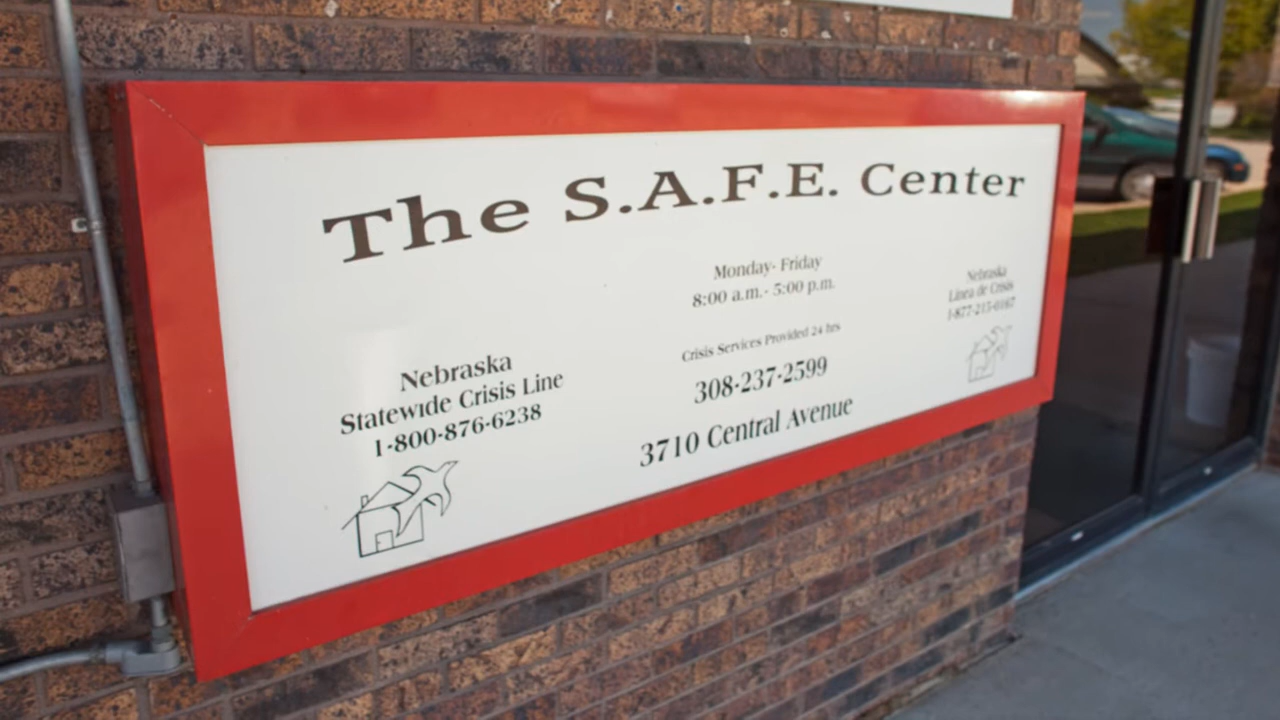 The S.A.F.E. Center
Monday- Friday
8:00 a.m.- 5:00 p.m.
Crisis Services Provided 24 hrs
308-237-2599
3710 Central Avenue
Nebraska
Statewide Crisis Line
1-800-876-6238
Nebraska
Linea de Crisis